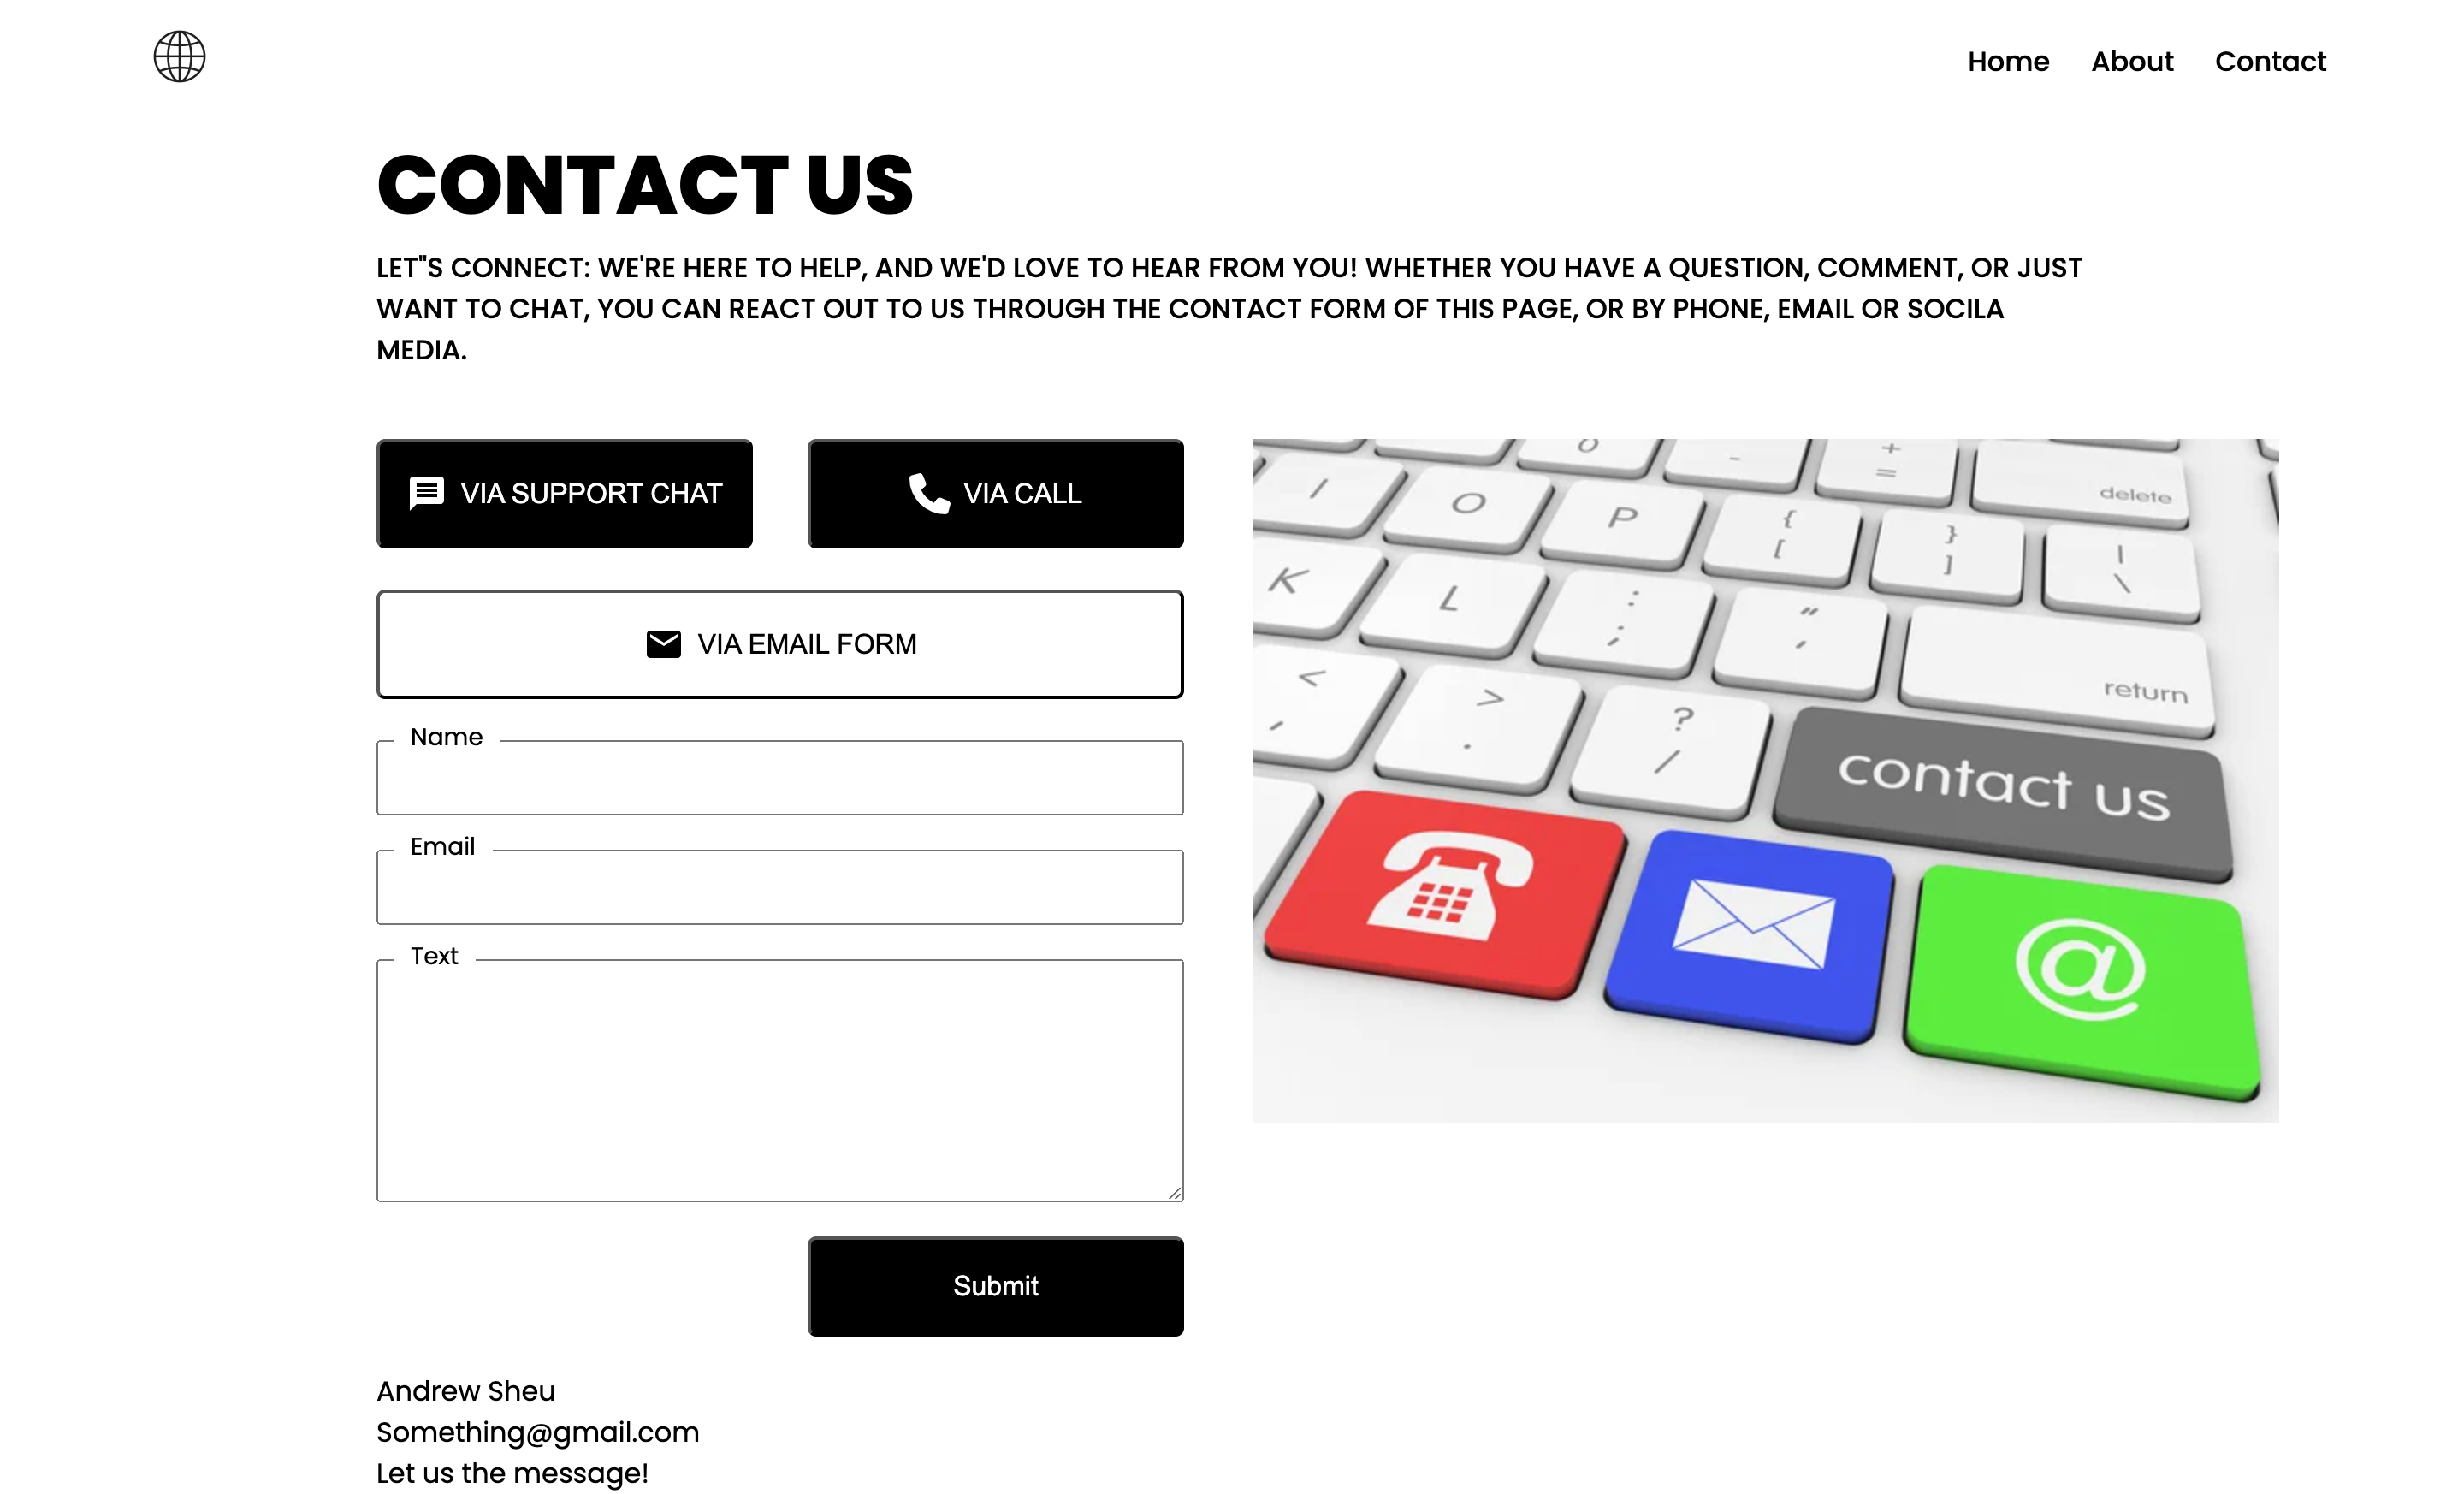 Home About Contact
CONTACT US
LET"S CONNECT: WE'RE HERE TO HELP, AND WE'D LOVE TO HEAR FROM YOU! WHETHER YOU HAVE A QUESTION, COMMENT, OR JUST
WANT TO CHAT, YOU CAN REACT OUT TO US THROUGH THE CONTACT FORM OF THIS PAGE, OR BY PHONE, EMAIL OR SOCILA
MEDIA.
VIA SUPPORT CHAT
VIA CALL
VIA EMAIL FORM
Name
Email
Text
Submit
Andrew Sheu
Something@gmail.com
Let us the message!
- + =
delete
I O P { [ } ] | \
K L : ; " '
return
< , > . ? /
contact us
@